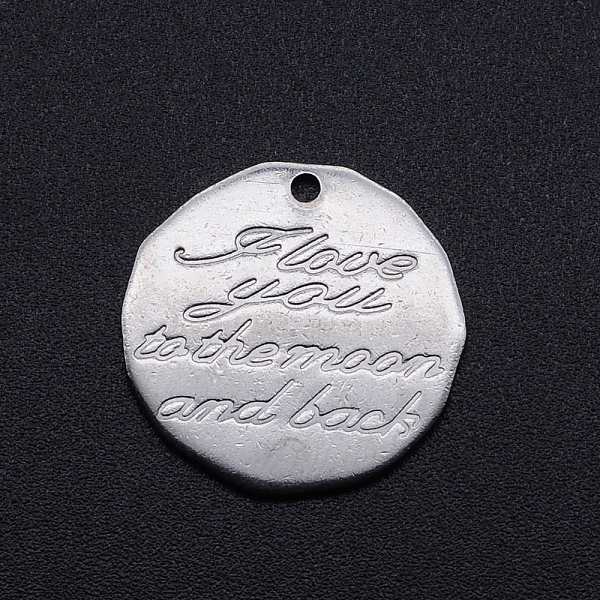 I love
you
to the moon
and back